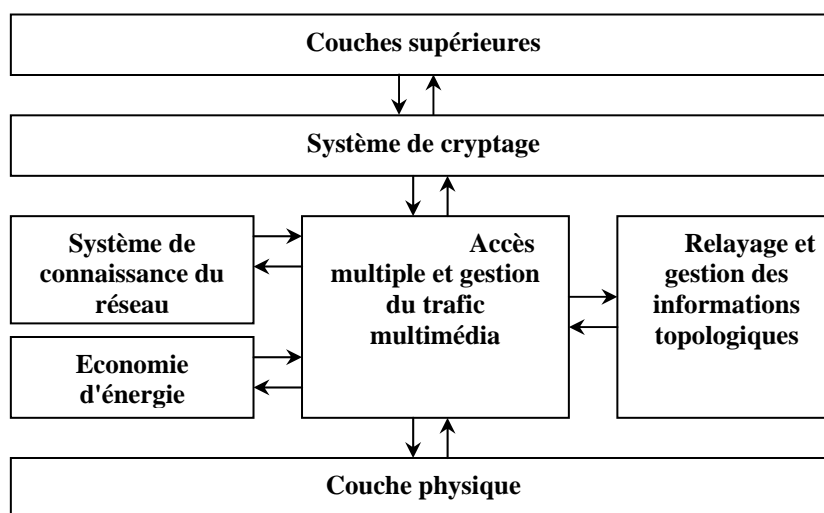 Couches supérieures
Système de cryptage
Système de
connaissance du
réseau
Economie
d'énergie
Accès
multiple et gestion
du trafic
multimédia
Relayage et
gestion des
informations
topologiques
Couche physique